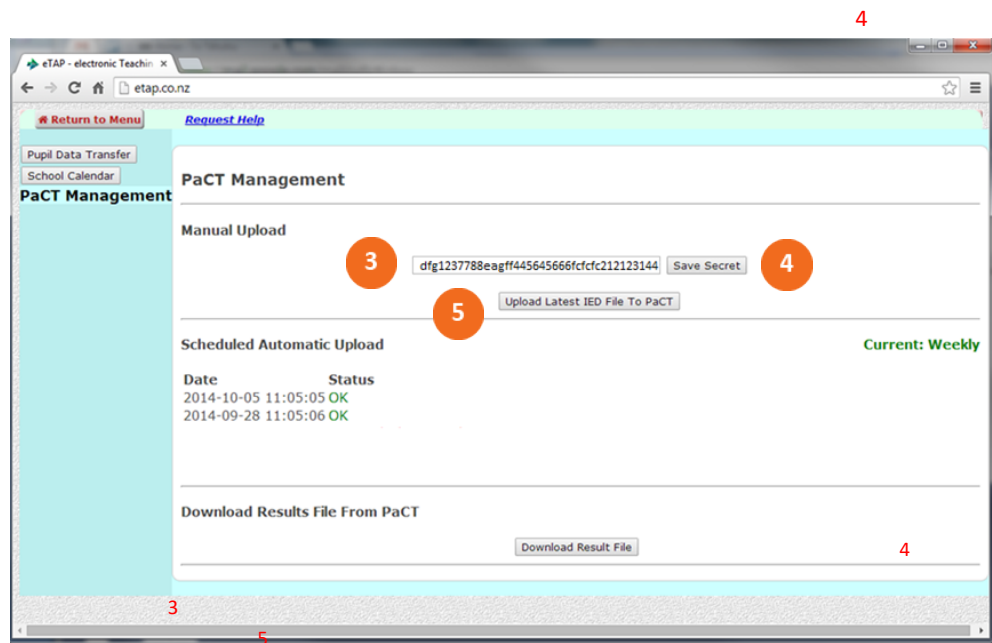 4
eTAP - electronic Teachin
etap.co.nz
Return to Menu
Request Help
Pupil Data Transfer
School Calendar
PaCT Management
PaCT Management
Manual Upload
3
dfg1237788eagff445645666fcfcfc212123144
Save Secret
4
5
Upload Latest IED File To PaCT
Scheduled Automatic Upload
Current: Weekly
Date Status
2014-10-05 11:05:05 OK
2014-09-28 11:05:06 OK
Download Results File From PaCT
Download Result File
4
3
5